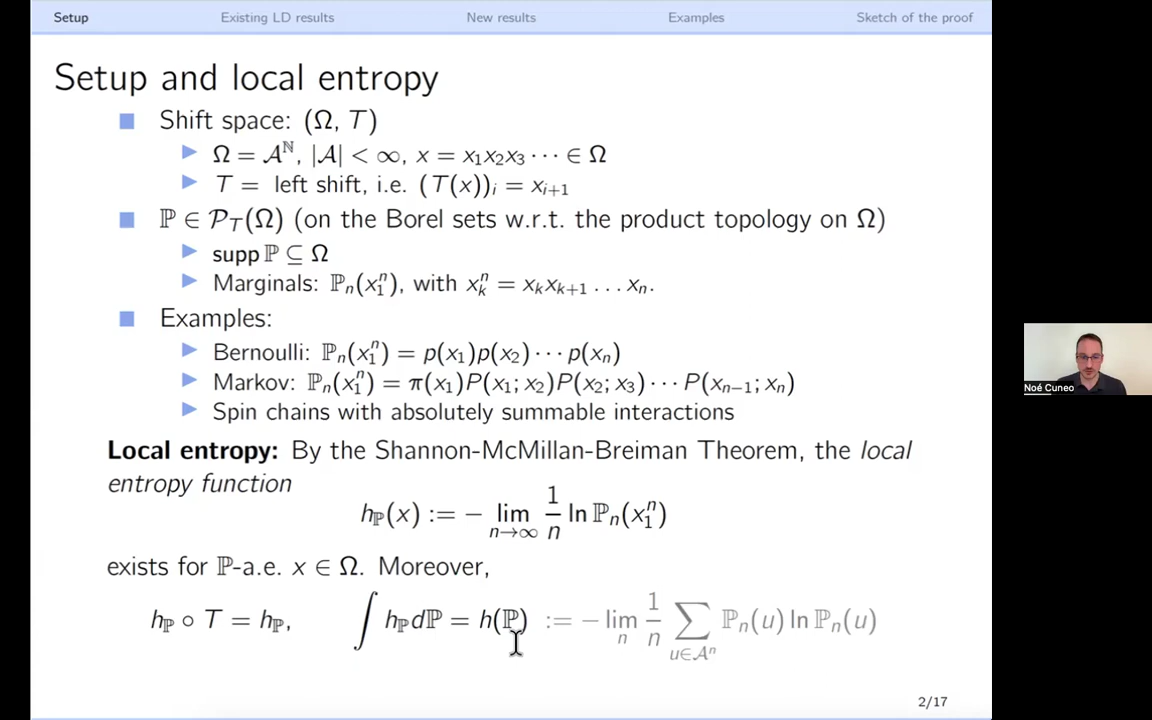 Setup Existing LD results New results Examples Sketch of the proof
Setup and local entropy
Shift space: (Ω, T)
Ω = 𝒜^ℕ, |𝒜| < ∞, x = x₁x₂x₃ ⋯ ∈ Ω
T = left shift, i.e. (T(x))ᵢ = xᵢ₊₁
ℙ ∈ 𝒫_T(Ω) (on the Borel sets w.r.t. the product topology on Ω)
supp ℙ ⊆ Ω
Marginals: ℙₙ(x₁ⁿ), with x_k^n = x_k x_{k+1} … x_n.
Examples:
Bernoulli: ℙₙ(x₁ⁿ) = p(x₁)p(x₂) ⋯ p(xₙ)
Markov: ℙₙ(x₁ⁿ) = π(x₁)P(x₁; x₂)P(x₂; x₃) ⋯ P(xₙ₋₁; xₙ)
Spin chains with absolutely summable interactions
Local entropy: By the Shannon-McMillan-Breiman Theorem, the local
entropy function
h_ℙ(x) := − lim_{n→∞} 1/n ln ℙₙ(x₁ⁿ)
exists for ℙ-a.e. x ∈ Ω. Moreover,
h_ℙ ∘ T = h_ℙ, ∫ h_ℙ dℙ = h(ℙ) := − lim_n 1/n ∑_{u∈𝒜ⁿ} ℙₙ(u) ln ℙₙ(u)
2/17
Noé Cuneo